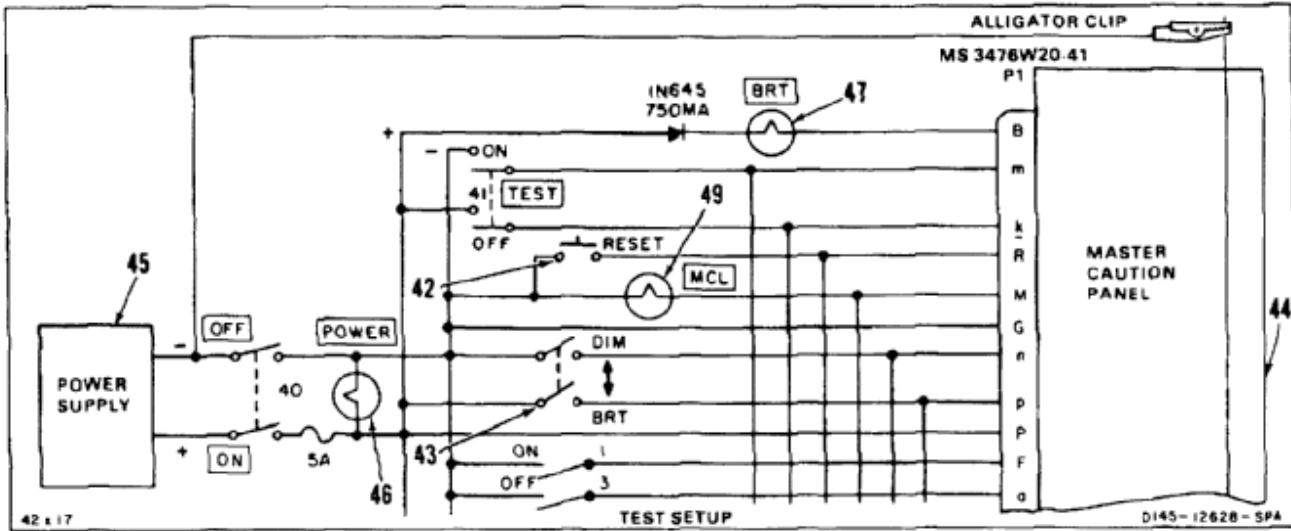 ALLIGATOR CLIP
MS 3476W20-41
P1
1N645
750MA
BRT
47
+
B
-
ON
m
41
TEST
49
OFF
k
RESET
R
45
42
MCL
M
MASTER
CAUTION
PANEL
44
G
-
OFF
POWER
DIM
n
POWER
SUPPLY
40
BRT
p
+
ON
5A
46
43
P
ON
1
F
OFF
3
a
42 x 17
TEST SETUP
D145-12628-SPA